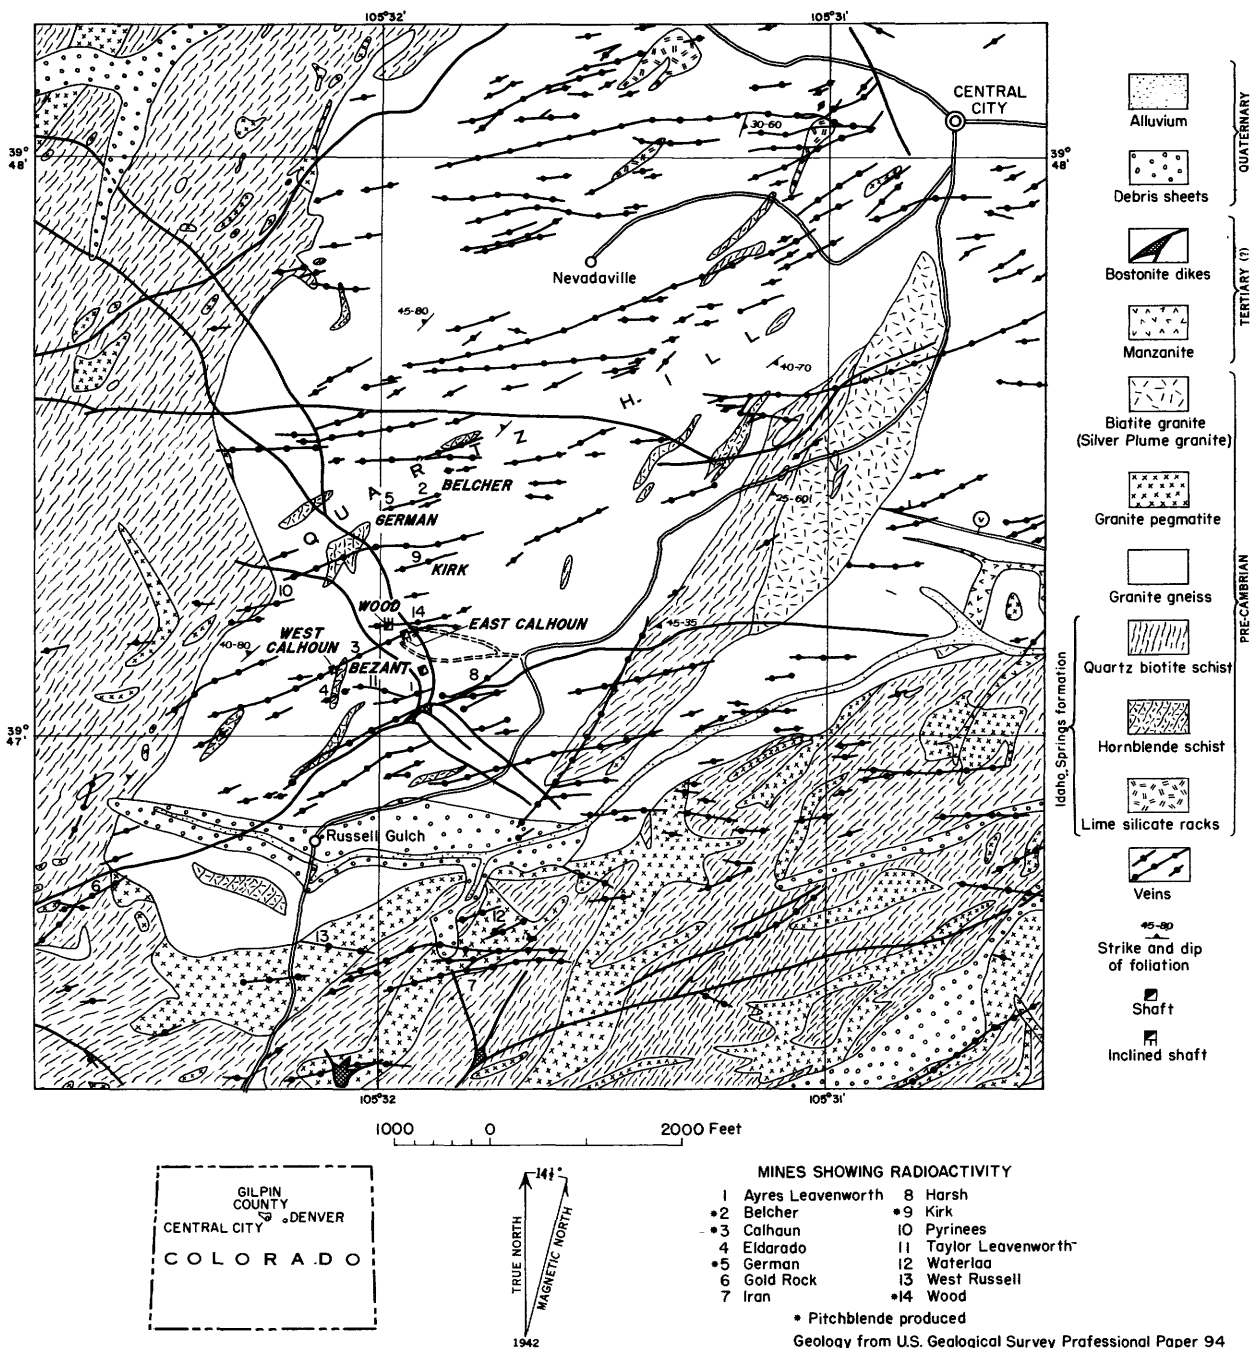 105°32'
105°31'
CENTRAL
CITY
30-60
39°
48'
39°
48'
Nevadaville
45-80
40-70
H I L L
Q U A R T Z
BELCHER
2
5
GERMAN
25-60
9
KIRK
10
WOOD
14
EAST CALHOUN
45-35
WEST
CALHOUN
40-80
3
BEZANT
4
11
1
8
39°
47'
Russell Gulch
6
12
13
7
105°32
105°31'
Alluvium
Debris sheets
QUATERNARY
Bostonite dikes
Manzanite
TERTIARY (?)
Biatite granite
(Silver Plume granite)
Granite pegmatite
Granite gneiss
Quartz biotite schist
Hornblende schist
Lime silicate racks
Idaho Springs formation
PRE-CAMBRIAN
Veins
45-80
Strike and dip
of foliation
Shaft
Inclined shaft
1000 0 2000 Feet
GILPIN
COUNTY
DENVER
CENTRAL CITY
COLORADO
14½°
TRUE NORTH
MAGNETIC NORTH
1942
MINES SHOWING RADIOACTIVITY
1 Ayres Leavenworth 8 Harsh
*2 Belcher *9 Kirk
*3 Calhaun 10 Pyrinees
4 Eldarado 11 Taylor Leavenworth
*5 German 12 Waterlaa
6 Gold Rock 13 West Russell
7 Iran *14 Wood
* Pitchblende produced
Geology from U.S. Gealogical Survey Prafessional Paper 94